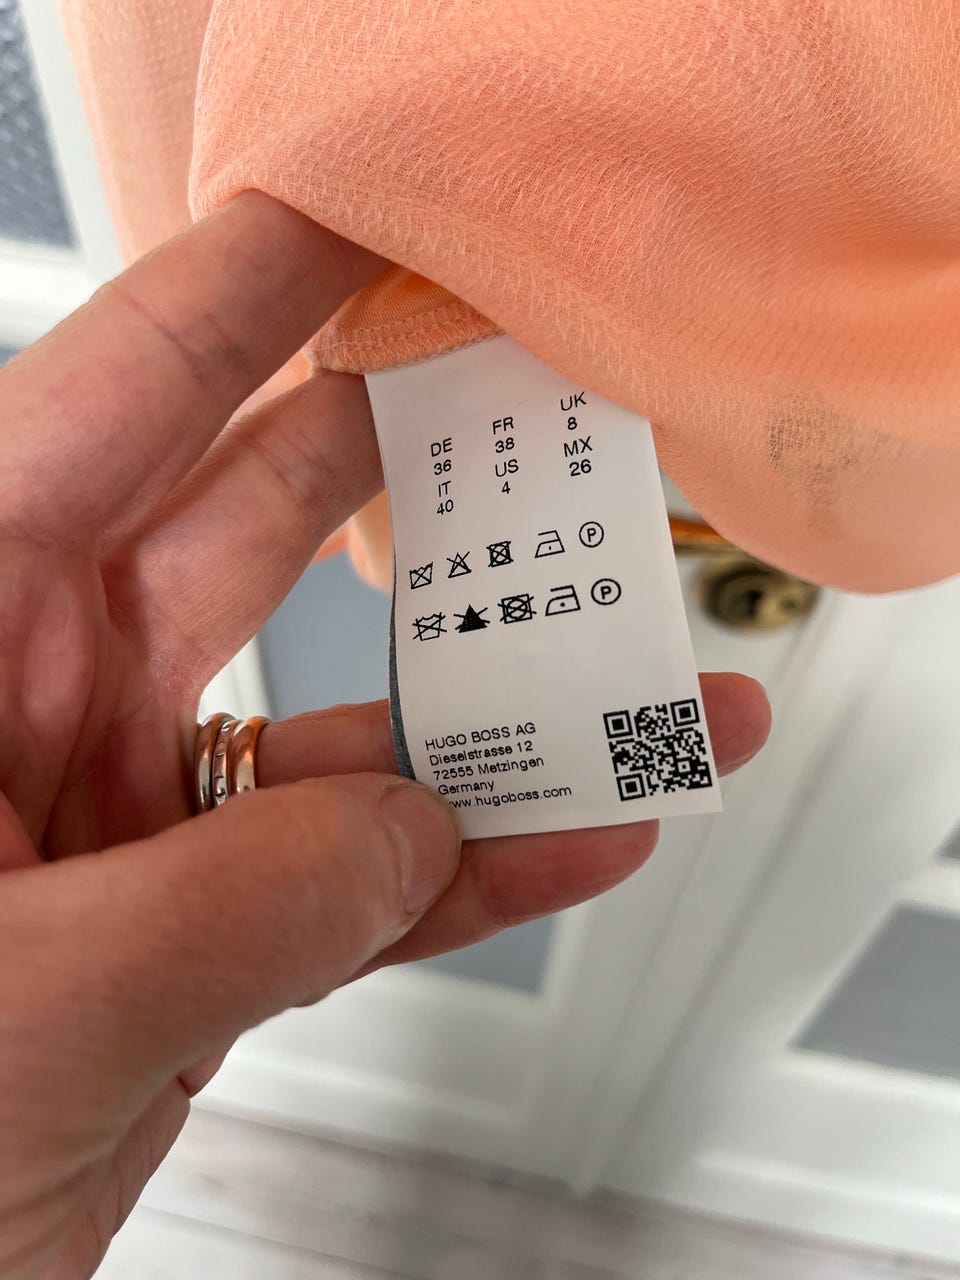 DE FR UK
36 38 8
IT US MX
40 4 26
P
P
HUGO BOSS AG
Dieselstrasse 12
72555 Metzingen
Germany
www.hugoboss.com